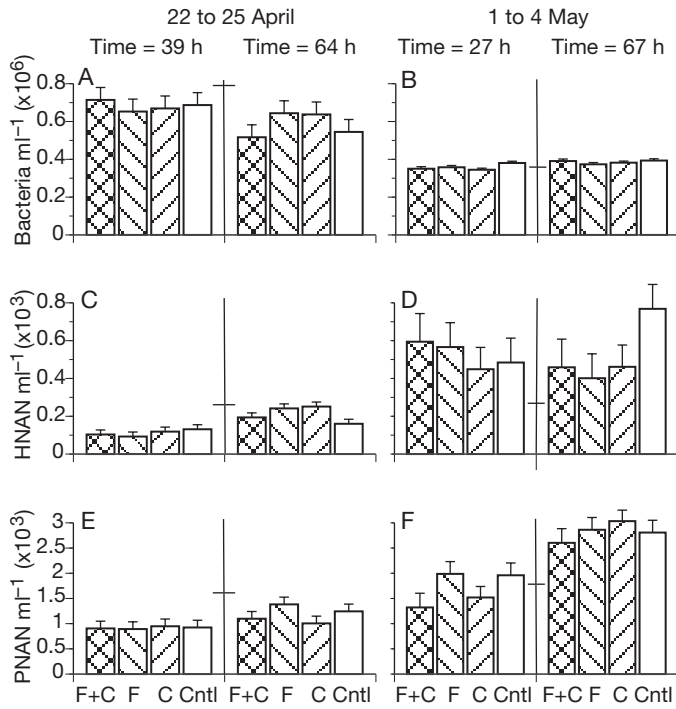 22 to 25 April 1 to 4 May
Time = 39 h Time = 64 h Time = 27 h Time = 67 h
A B
Bacteria ml⁻¹ (x10⁶)
0.8
0.6
0.4
0.2
0
C D
HNAN ml⁻¹ (x10³)
0.8
0.6
0.4
0.2
0
E F
PNAN ml⁻¹ (x10³)
3
2.5
2
1.5
1
0.5
0
F+C F C Cntl F+C F C Cntl F+C F C Cntl F+C F C Cntl